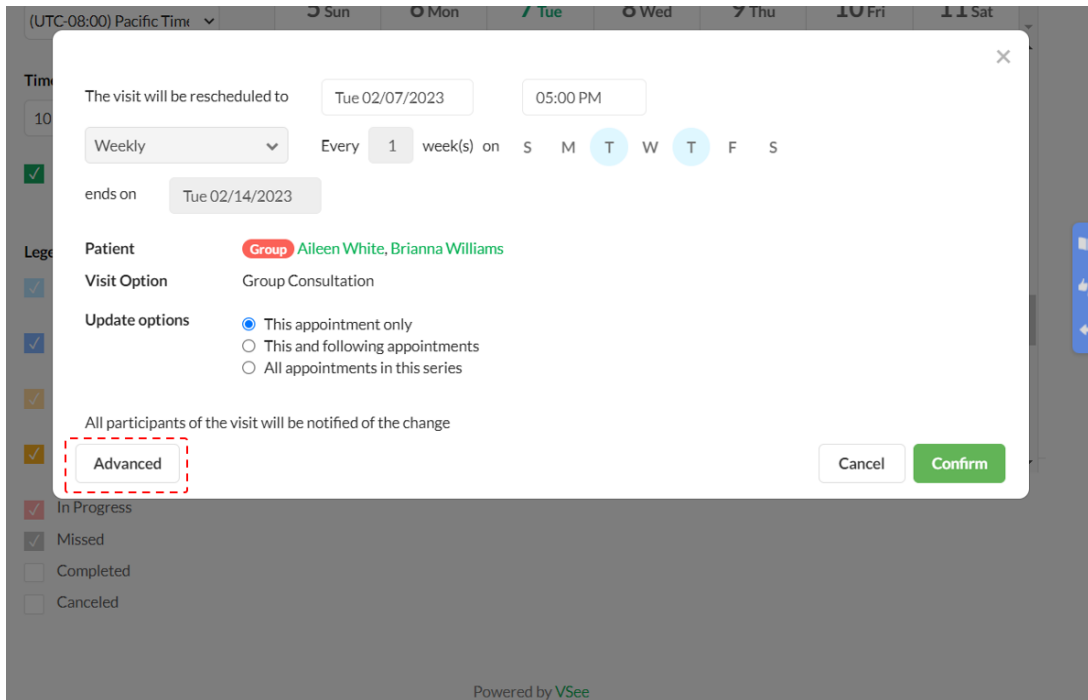 (UTC-08:00) Pacific Time
5 Sun 6 Mon 7 Tue 8 Wed 9 Thu 10 Fri 11 Sat
The visit will be rescheduled to Tue 02/07/2023 05:00 PM
10
Weekly Every 1 week(s) on S M T W T F S
ends on Tue 02/14/2023
Patient Group Aileen White, Brianna Williams
Visit Option Group Consultation
Update options This appointment only
This and following appointments
All appointments in this series
All participants of the visit will be notified of the change
Advanced Cancel Confirm
In Progress
Missed
Completed
Canceled
Powered by VSee